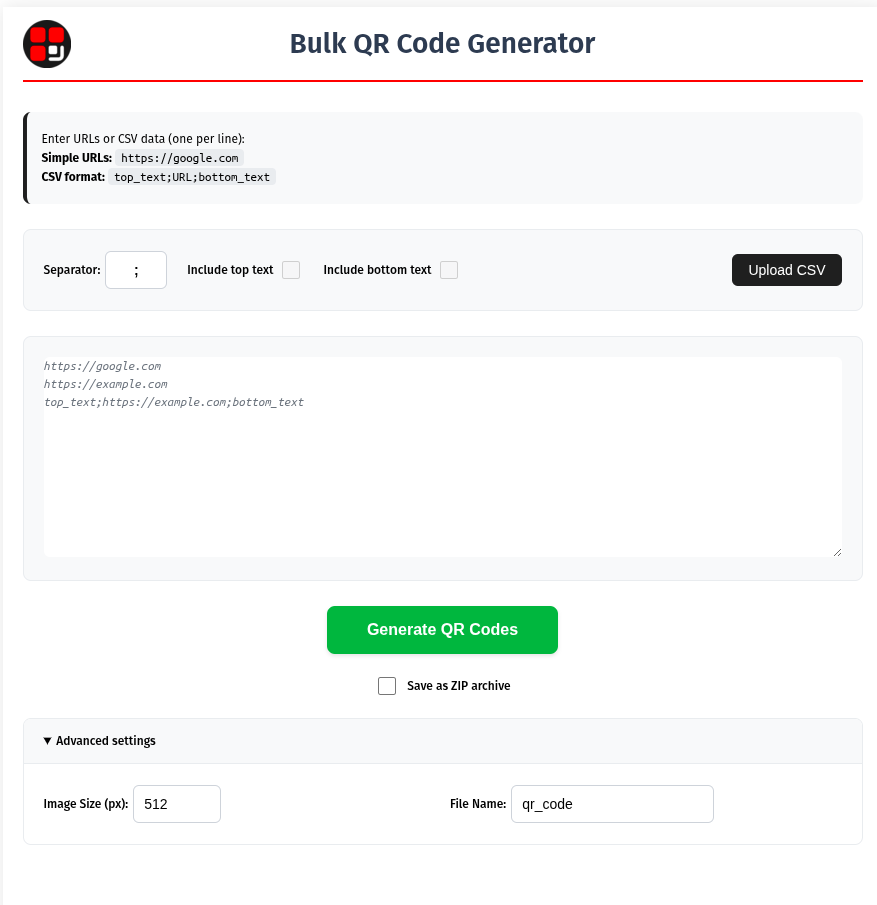 Bulk QR Code Generator
Enter URLs or CSV data (one per line):
Simple URLs: https://google.com
CSV format: top_text;URL;bottom_text
Separator: ; Include top text Include bottom text Upload CSV
https://google.com
https://example.com
top_text;https://example.com;bottom_text
Generate QR Codes
Save as ZIP archive
▼ Advanced settings
Image Size (px): 512 File Name: qr_code